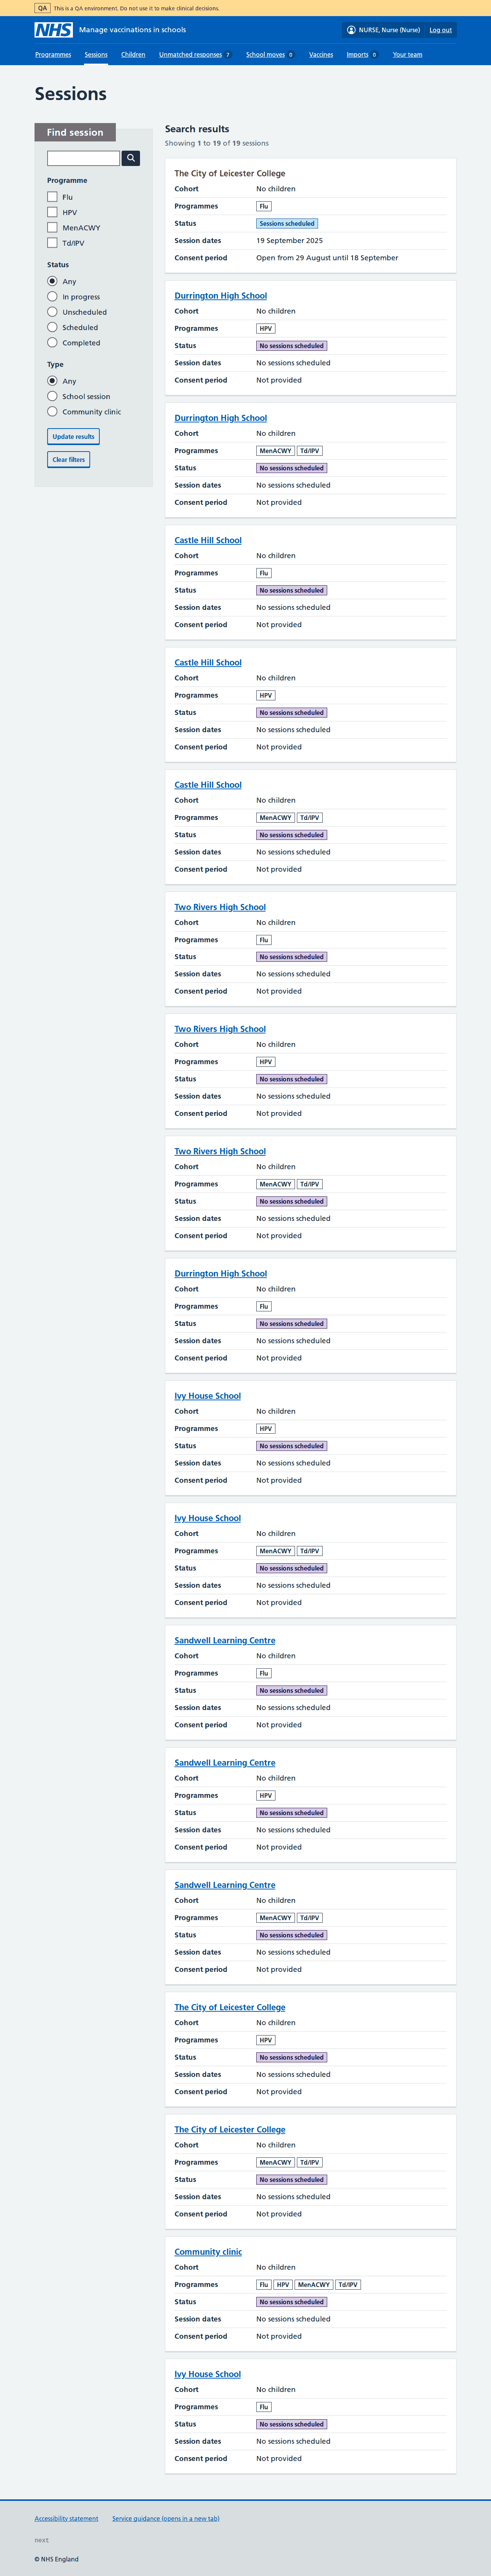 QA This is a QA environment. Do not use it to make clinical decisions.
NHS Manage vaccinations in schools NURSE, Nurse (Nurse) Log out
Programmes Sessions Children Unmatched responses 7 School moves 0 Vaccines Imports 0 Your team
Sessions
Find session
Programme
Flu
HPV
MenACWY
Td/IPV
Status
Any
In progress
Unscheduled
Scheduled
Completed
Type
Any
School session
Community clinic
Update results
Clear filters
Search results
Showing 1 to 19 of 19 sessions
The City of Leicester College
Cohort No children
Programmes Flu
Status Sessions scheduled
Session dates 19 September 2025
Consent period Open from 29 August until 18 September
Durrington High School
Cohort No children
Programmes HPV
Status No sessions scheduled
Session dates No sessions scheduled
Consent period Not provided
Durrington High School
Cohort No children
Programmes MenACWY Td/IPV
Status No sessions scheduled
Session dates No sessions scheduled
Consent period Not provided
Castle Hill School
Cohort No children
Programmes Flu
Status No sessions scheduled
Session dates No sessions scheduled
Consent period Not provided
Castle Hill School
Cohort No children
Programmes HPV
Status No sessions scheduled
Session dates No sessions scheduled
Consent period Not provided
Castle Hill School
Cohort No children
Programmes MenACWY Td/IPV
Status No sessions scheduled
Session dates No sessions scheduled
Consent period Not provided
Two Rivers High School
Cohort No children
Programmes Flu
Status No sessions scheduled
Session dates No sessions scheduled
Consent period Not provided
Two Rivers High School
Cohort No children
Programmes HPV
Status No sessions scheduled
Session dates No sessions scheduled
Consent period Not provided
Two Rivers High School
Cohort No children
Programmes MenACWY Td/IPV
Status No sessions scheduled
Session dates No sessions scheduled
Consent period Not provided
Durrington High School
Cohort No children
Programmes Flu
Status No sessions scheduled
Session dates No sessions scheduled
Consent period Not provided
Ivy House School
Cohort No children
Programmes HPV
Status No sessions scheduled
Session dates No sessions scheduled
Consent period Not provided
Ivy House School
Cohort No children
Programmes MenACWY Td/IPV
Status No sessions scheduled
Session dates No sessions scheduled
Consent period Not provided
Sandwell Learning Centre
Cohort No children
Programmes Flu
Status No sessions scheduled
Session dates No sessions scheduled
Consent period Not provided
Sandwell Learning Centre
Cohort No children
Programmes HPV
Status No sessions scheduled
Session dates No sessions scheduled
Consent period Not provided
Sandwell Learning Centre
Cohort No children
Programmes MenACWY Td/IPV
Status No sessions scheduled
Session dates No sessions scheduled
Consent period Not provided
The City of Leicester College
Cohort No children
Programmes HPV
Status No sessions scheduled
Session dates No sessions scheduled
Consent period Not provided
The City of Leicester College
Cohort No children
Programmes MenACWY Td/IPV
Status No sessions scheduled
Session dates No sessions scheduled
Consent period Not provided
Community clinic
Cohort No children
Programmes Flu HPV MenACWY Td/IPV
Status No sessions scheduled
Session dates No sessions scheduled
Consent period Not provided
Ivy House School
Cohort No children
Programmes Flu
Status No sessions scheduled
Session dates No sessions scheduled
Consent period Not provided
Accessibility statement Service guidance (opens in a new tab)
next
© NHS England